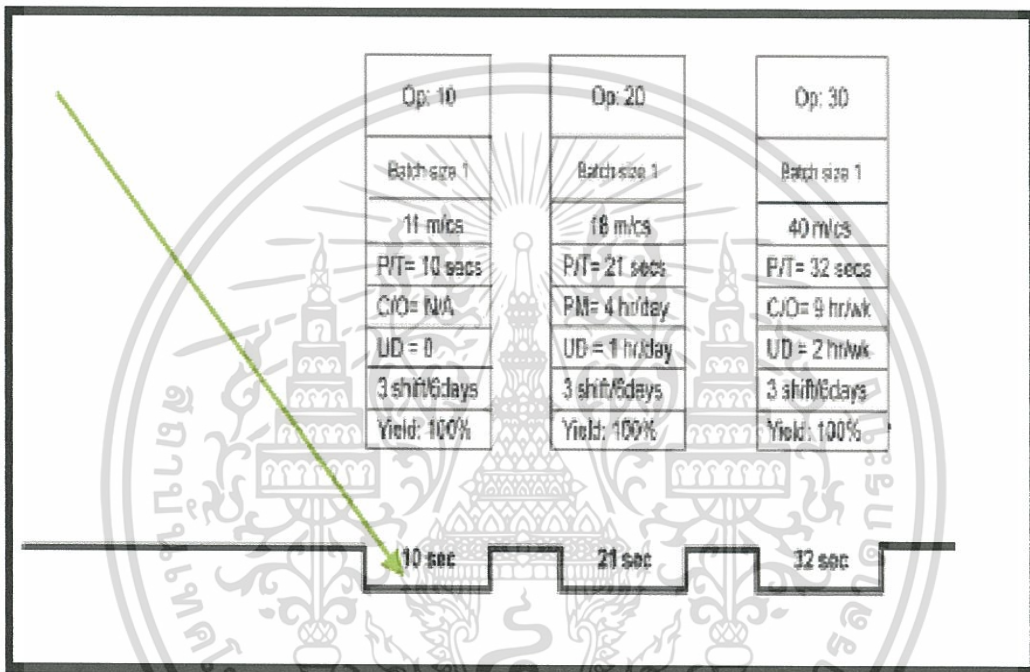 Op: 10
Batch size 1
11 m/cs
P/T= 10 secs
C/O= N/A
UD = 0
3 shift/6days
Yield: 100%
Op: 20
Batch size 1
18 m/cs
P/T= 21 secs
PM= 4 hr/day
UD = 1 hr/day
3 shift/6days
Yield: 100%
Op: 30
Batch size 1
40 m/cs
P/T= 32 secs
C/O= 9 hr/wk
UD = 2 hr/wk
3 shift/6days
Yield: 100%
10 sec
21 sec
32 sec